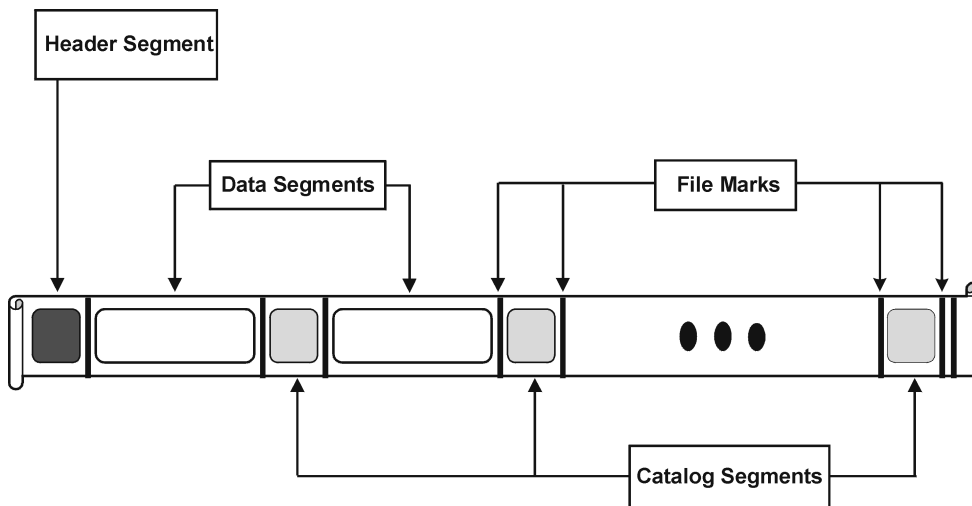 Header Segment
Data Segments
File Marks
Catalog Segments